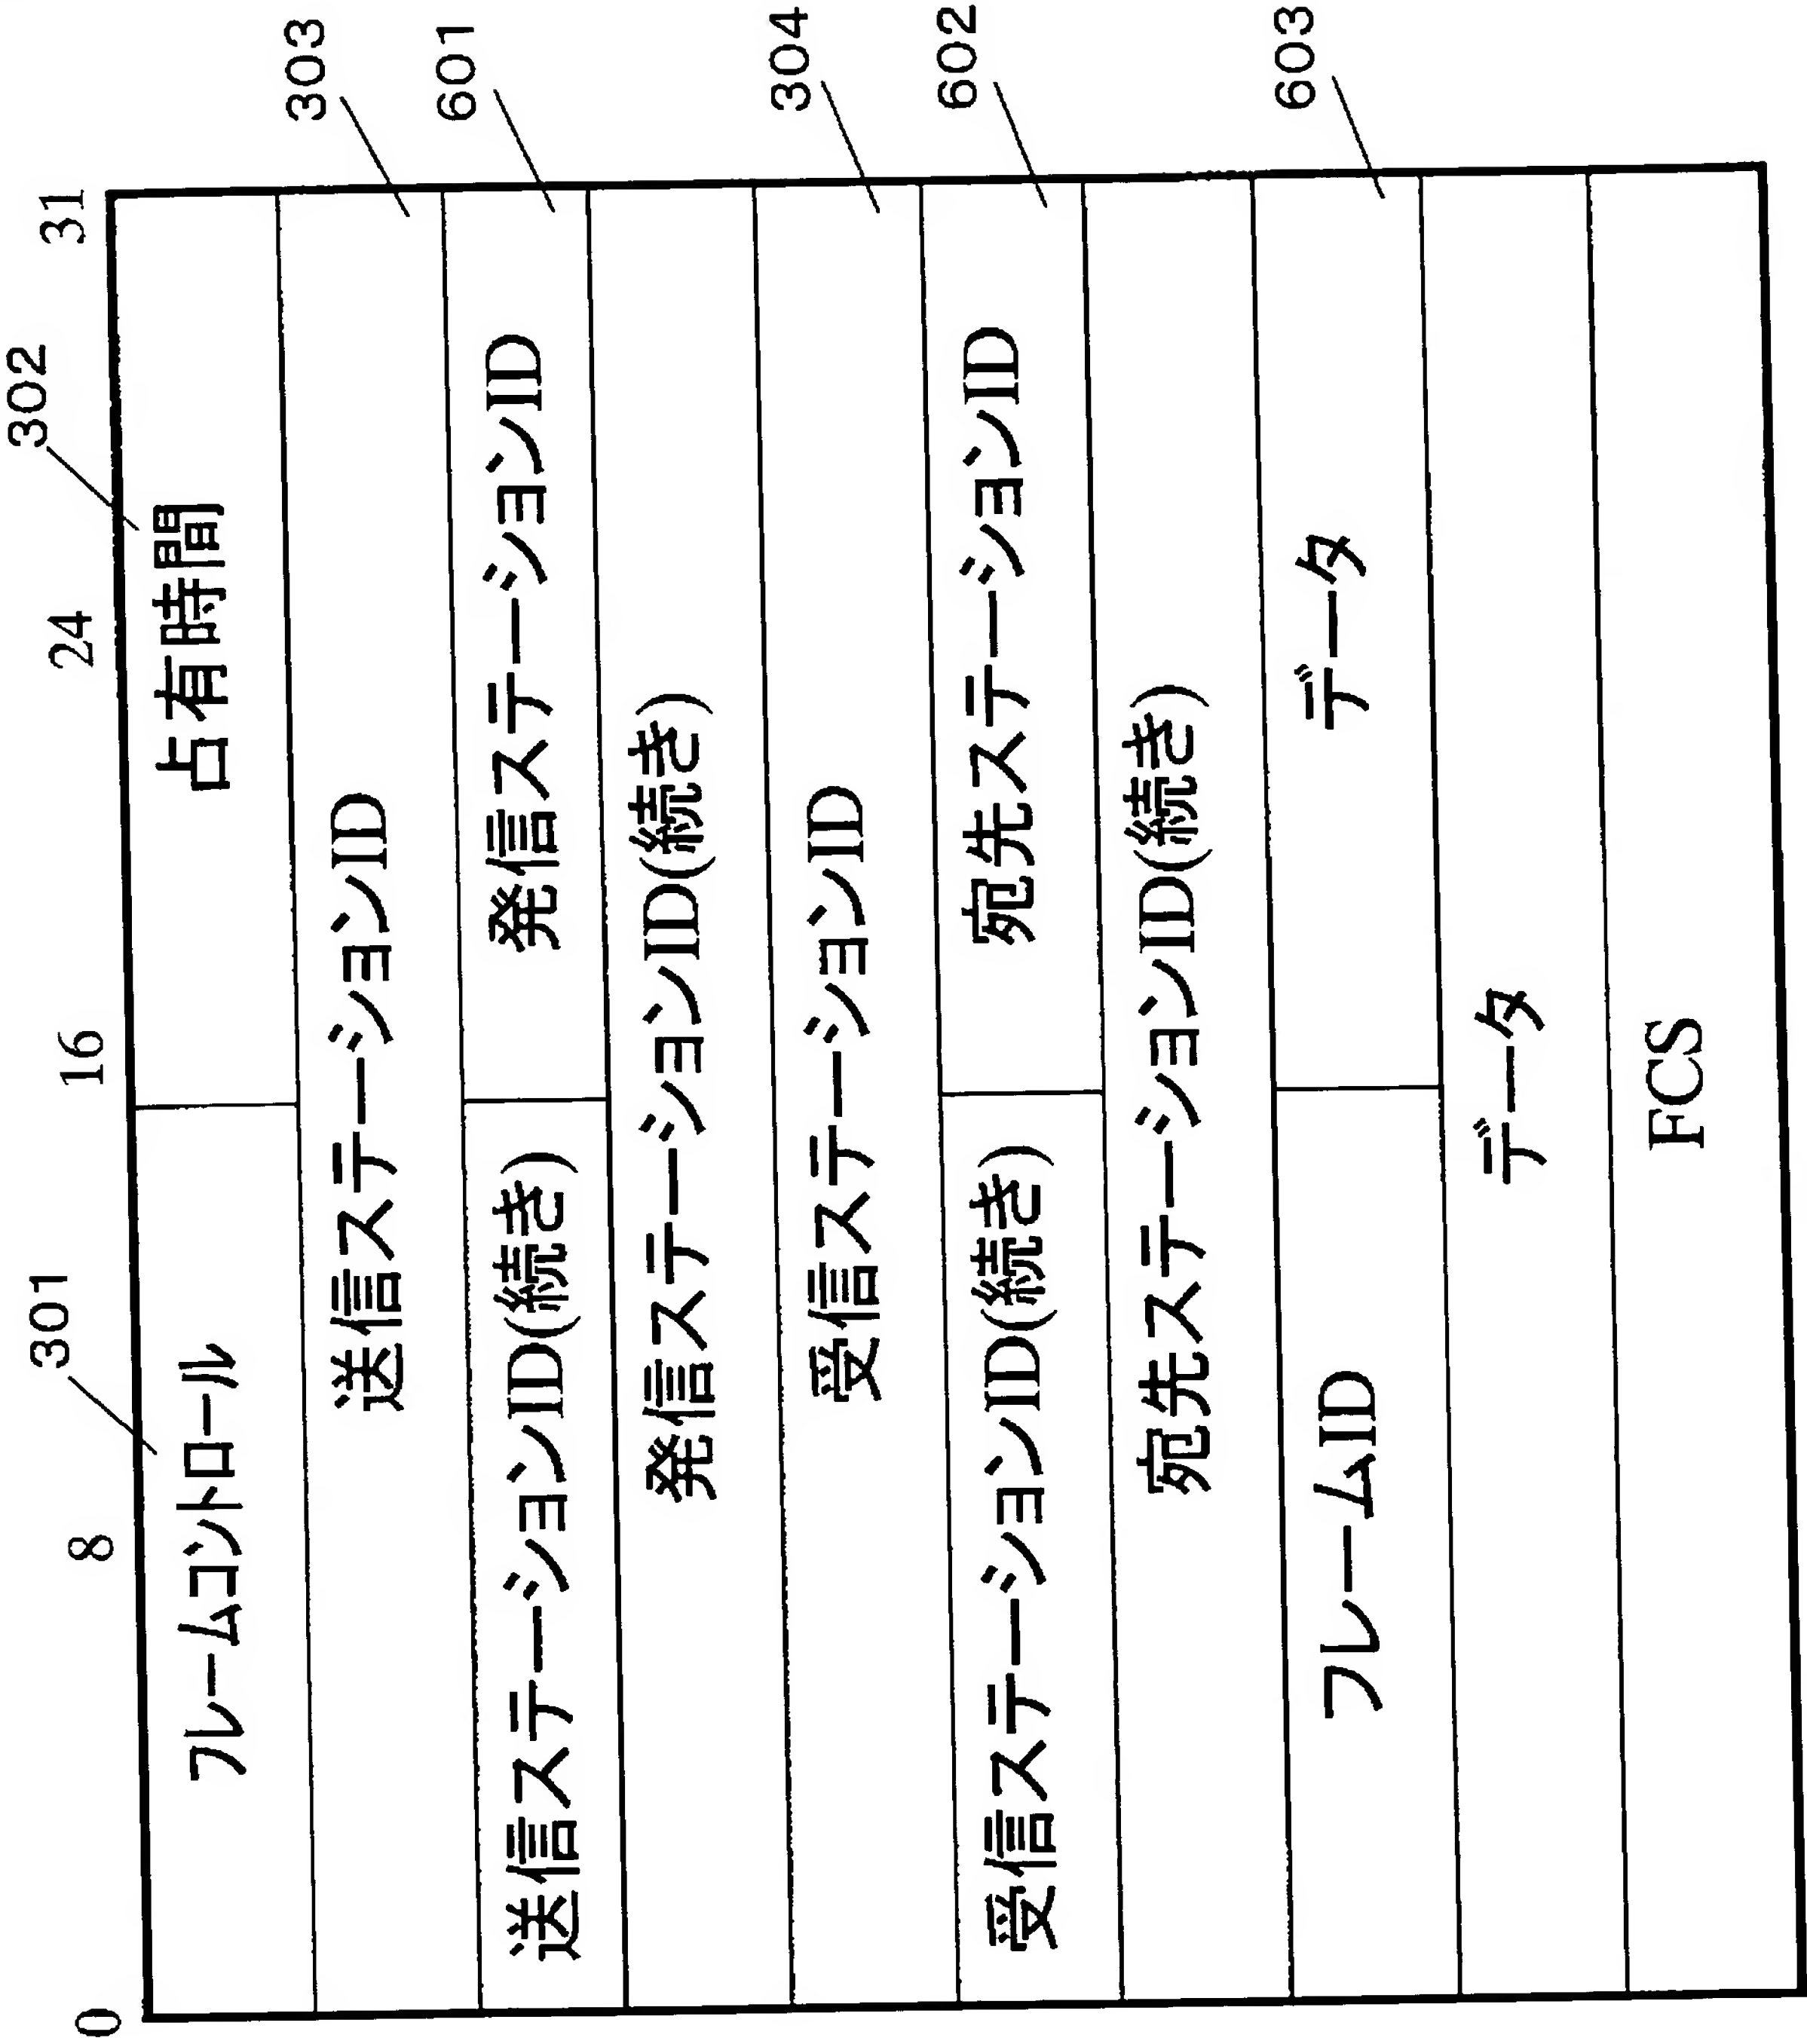 0 8 16 24 31
301
302
フレームコントロール 占有時間
送信ステーションID
303
送信ステーションID(続き) 発信ステーションID
601
発信ステーションID(続き)
受信ステーションID
304
受信ステーションID(続き) 宛先ステーションID
602
宛先ステーションID(続き)
フレームID データ
603
データ
FCS